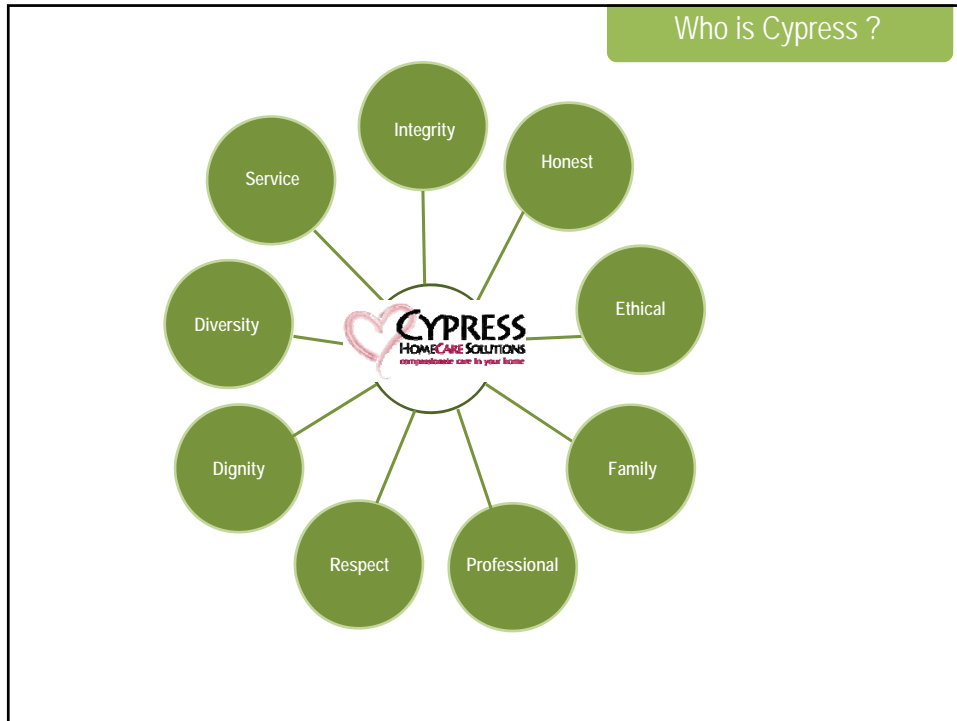 Who is Cypress ?
Integrity
Honest
Service
Ethical
Diversity
CYPRESS
HOMECARE SOLUTIONS
compassionate care in your home
Family
Dignity
Professional
Respect